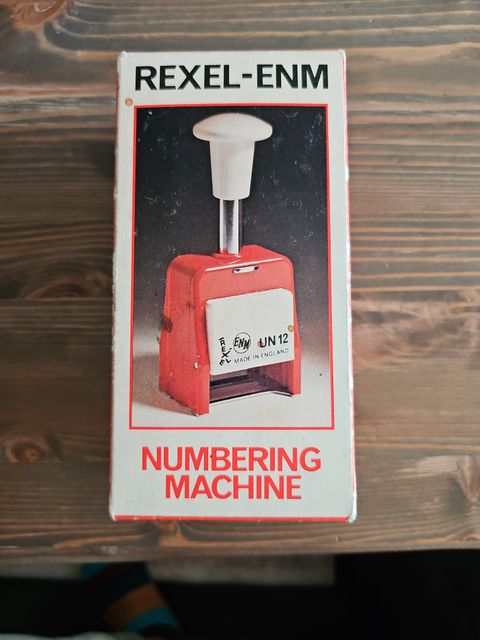 REXEL-ENM
REXEL ENM UN 12
MADE IN ENGLAND
NUMBERING
MACHINE